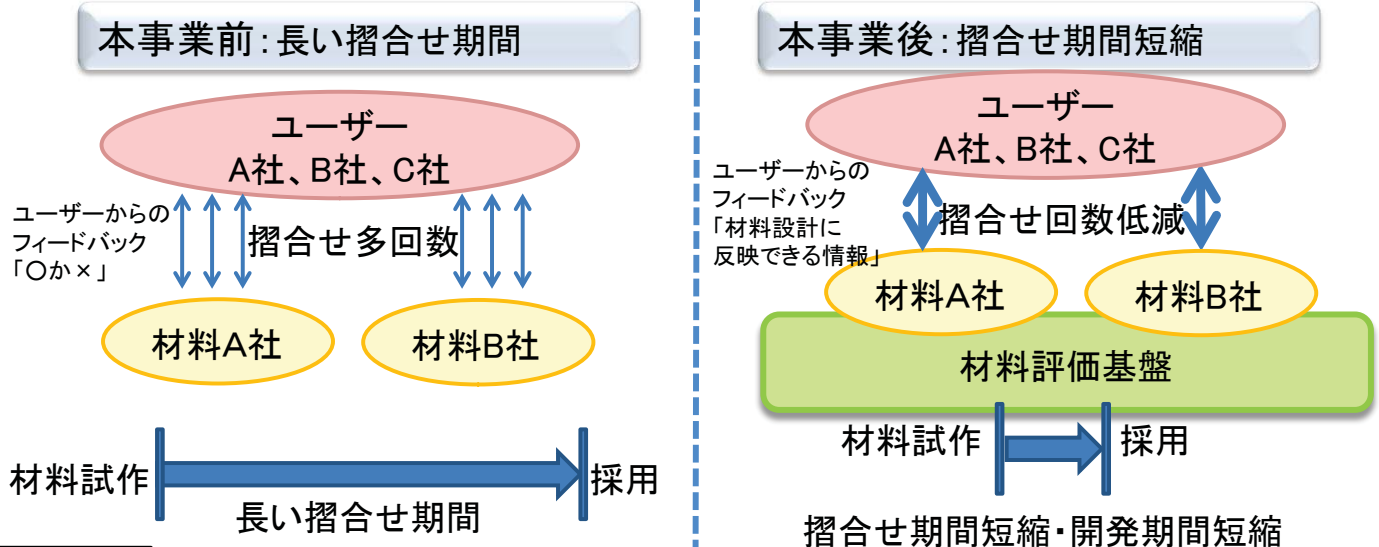 本事業前:長い摺合せ期間
ユーザー
A社、B社、C社
ユーザーからの
フィードバック
「〇か×」
摺合せ多回数
材料A社
材料B社
材料試作
採用
長い摺合せ期間
本事業後:摺合せ期間短縮
ユーザー
A社、B社、C社
ユーザーからの
フィードバック
「材料設計に
反映できる情報」
摺合せ回数低減
材料A社
材料B社
材料評価基盤
材料試作
採用
摺合せ期間短縮・開発期間短縮